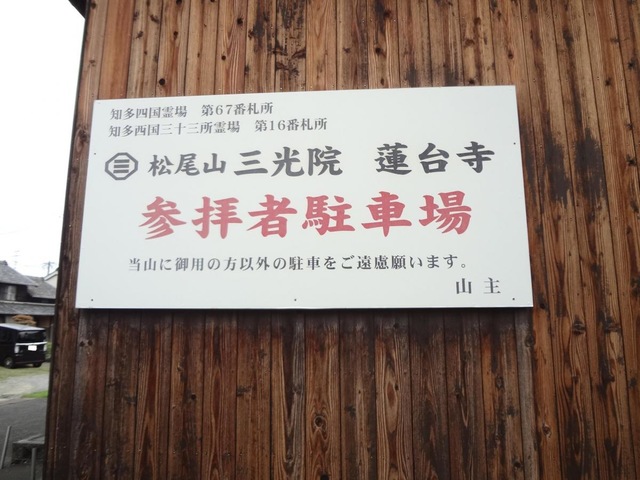 知多四国霊場　第67番札所
知多西国三十三所霊場　第16番札所
松尾山 三光院　蓮台寺
参拝者駐車場
当山に御用の方以外の駐車をご遠慮願います。
山主